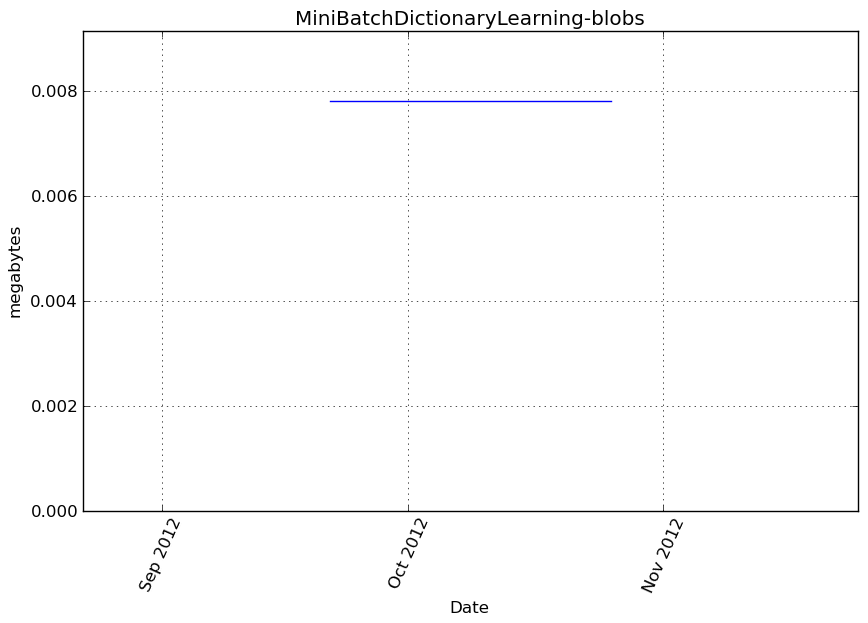 MiniBatchDictionaryLearning-blobs
0.008
0.006
0.004
0.002
0.000
megabytes
Sep 2012
Oct 2012
Nov 2012
Date